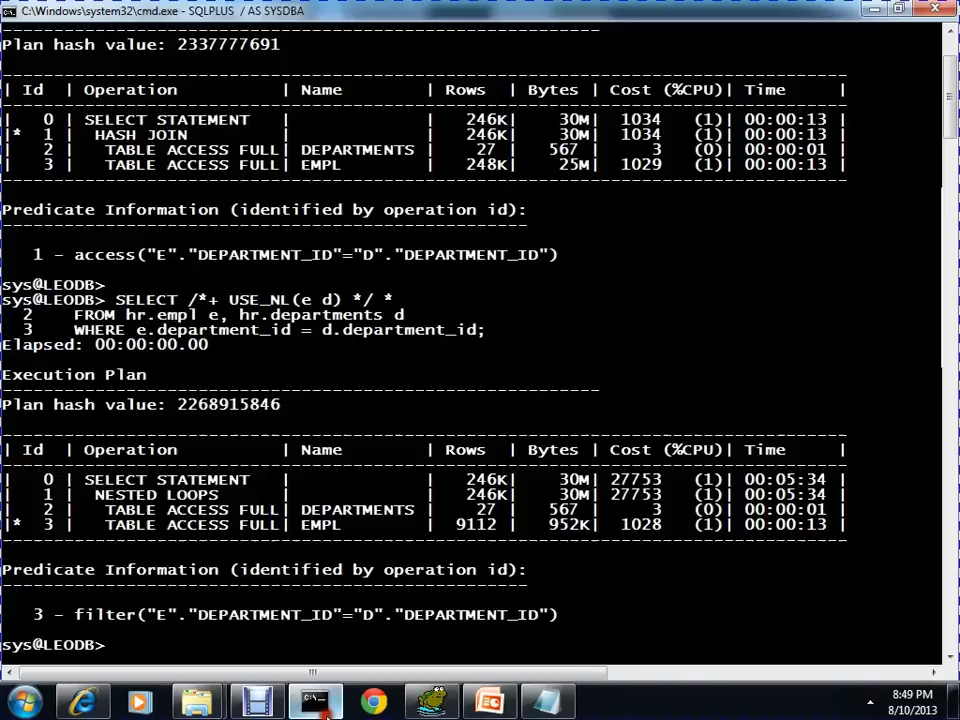 C:\Windows\system32\cmd.exe - SQLPLUS / AS SYSDBA
--------------------------------------------------------------------------------
Plan hash value: 2337777691
----------------------------------------------------------------------------------
| Id  | Operation          | Name        | Rows  | Bytes | Cost (%CPU)| Time     |
----------------------------------------------------------------------------------
|   0 | SELECT STATEMENT   |             |   246K|    30M|  1034   (1)| 00:00:13 |
|*  1 |  HASH JOIN         |             |   246K|    30M|  1034   (1)| 00:00:13 |
|   2 |   TABLE ACCESS FULL| DEPARTMENTS |    27 |   567 |     3   (0)| 00:00:01 |
|   3 |   TABLE ACCESS FULL| EMPL        |   248K|    25M|  1029   (1)| 00:00:13 |
----------------------------------------------------------------------------------
Predicate Information (identified by operation id):
---------------------------------------------------
1 - access("E"."DEPARTMENT_ID"="D"."DEPARTMENT_ID")
sys@LEODB>
sys@LEODB> SELECT /*+ USE_NL(e d) */ *
2 FROM hr.empl e, hr.departments d
3 WHERE e.department_id = d.department_id;
Elapsed: 00:00:00.00
Execution Plan
--------------------------------------------------------------------------------
Plan hash value: 2268915846
----------------------------------------------------------------------------------
| Id  | Operation          | Name        | Rows  | Bytes | Cost (%CPU)| Time     |
----------------------------------------------------------------------------------
|   0 | SELECT STATEMENT   |             |   246K|    30M| 27753   (1)| 00:05:34 |
|   1 |  NESTED LOOPS      |             |   246K|    30M| 27753   (1)| 00:05:34 |
|   2 |   TABLE ACCESS FULL| DEPARTMENTS |    27 |   567 |     3   (0)| 00:00:01 |
|*  3 |   TABLE ACCESS FULL| EMPL        |  9112 |   952K|  1028   (1)| 00:00:13 |
----------------------------------------------------------------------------------
Predicate Information (identified by operation id):
---------------------------------------------------
3 - filter("E"."DEPARTMENT_ID"="D"."DEPARTMENT_ID")
sys@LEODB>
8:49 PM
8/10/2013